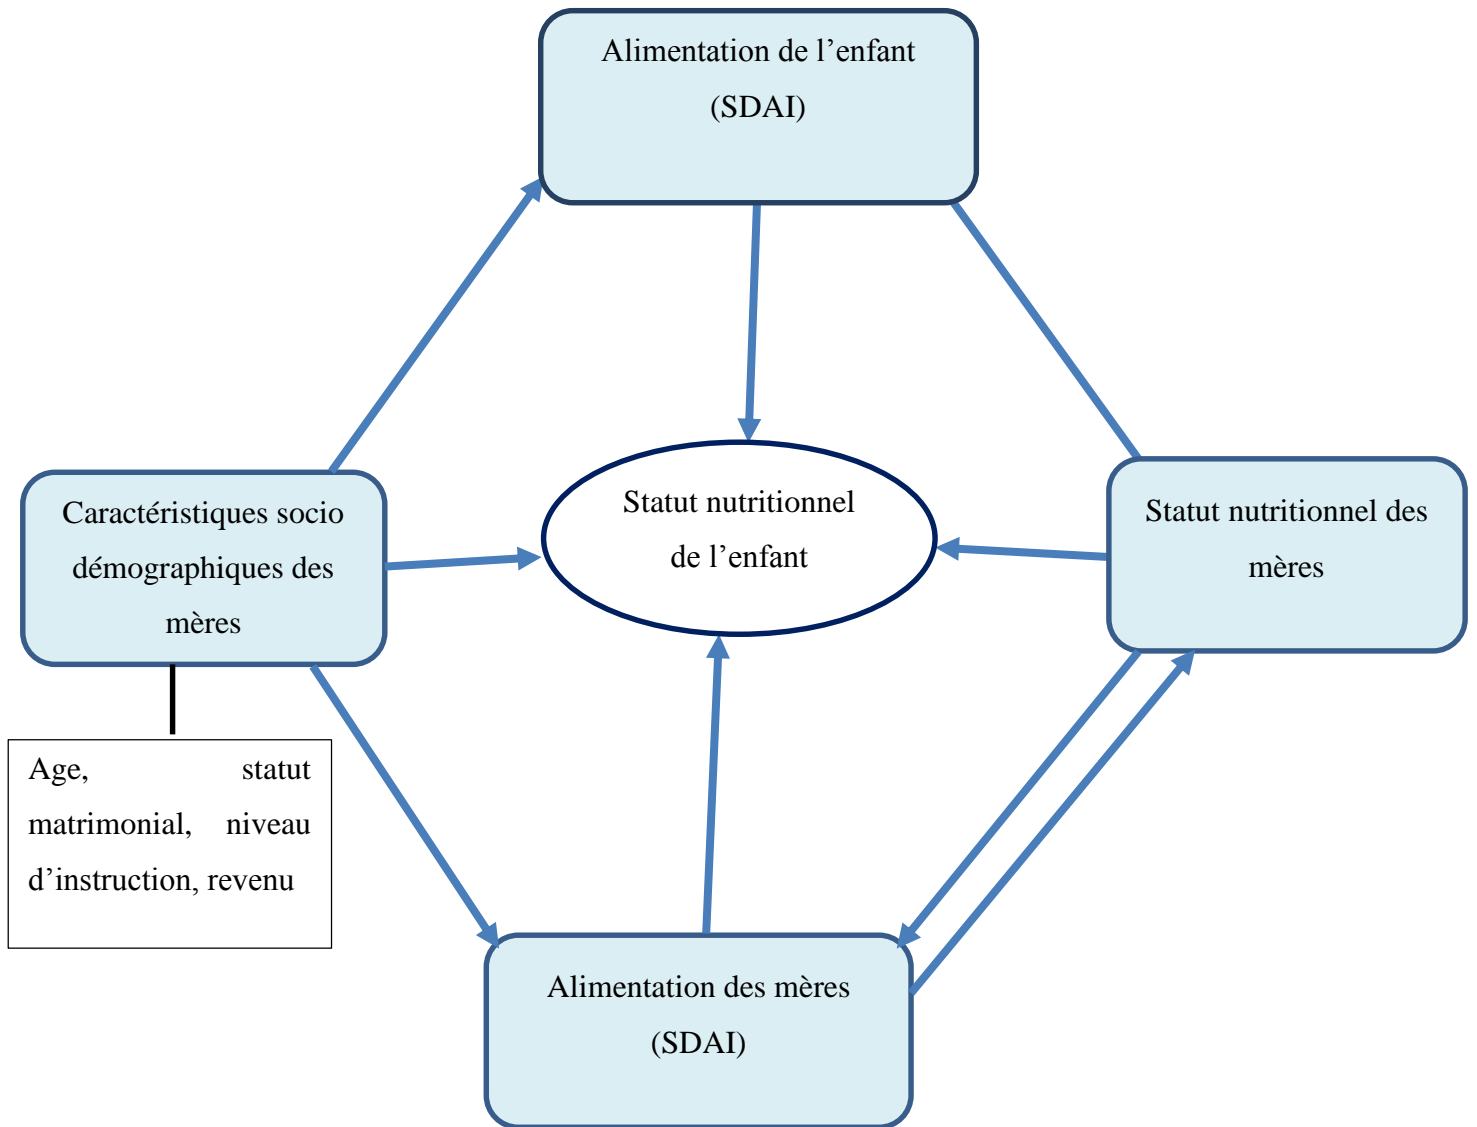 Alimentation de l’enfant
(SDAI)
Caractéristiques socio
démographiques des
mères
Statut nutritionnel
de l’enfant
Statut nutritionnel des
mères
Age, statut
matrimonial, niveau
d’instruction, revenu
Alimentation des mères
(SDAI)